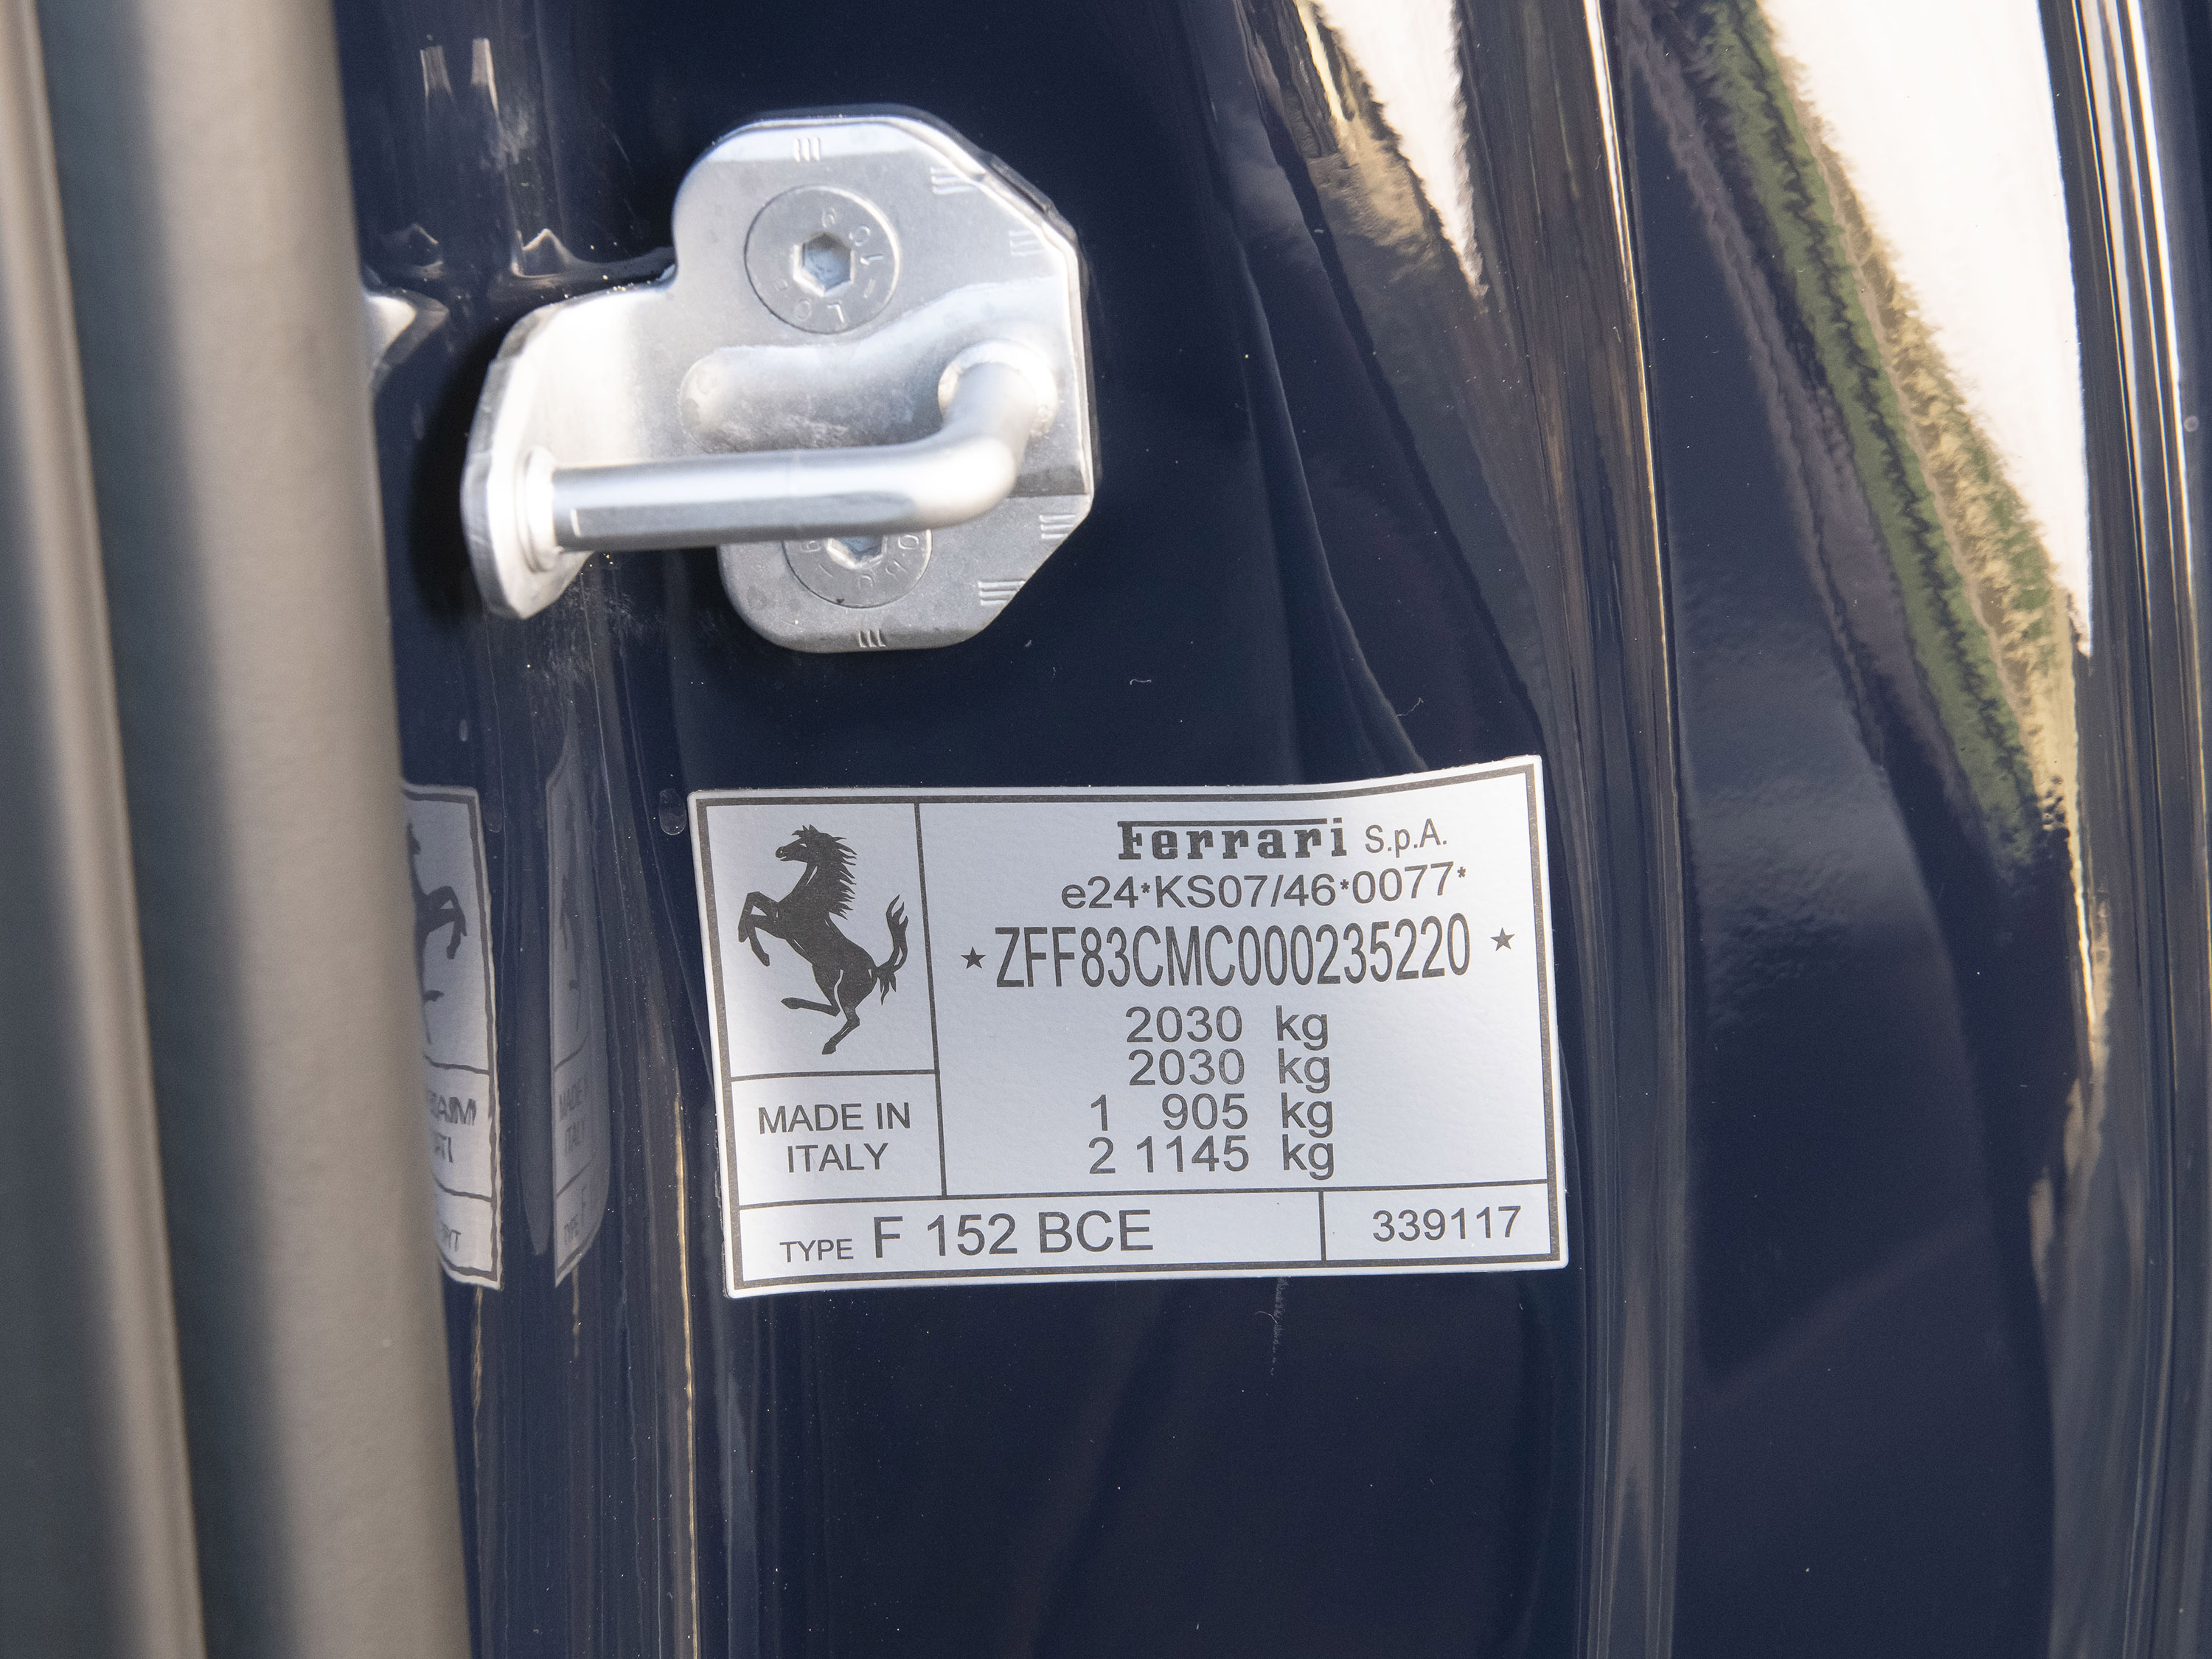 Ferrari S.p.A.
e24*KS07/46*0077*
★ZFF83CMC000235220★
2030 kg
2030 kg
1 905 kg
2 1145 kg
MADE IN
ITALY
TYPE F 152 BCE
339117